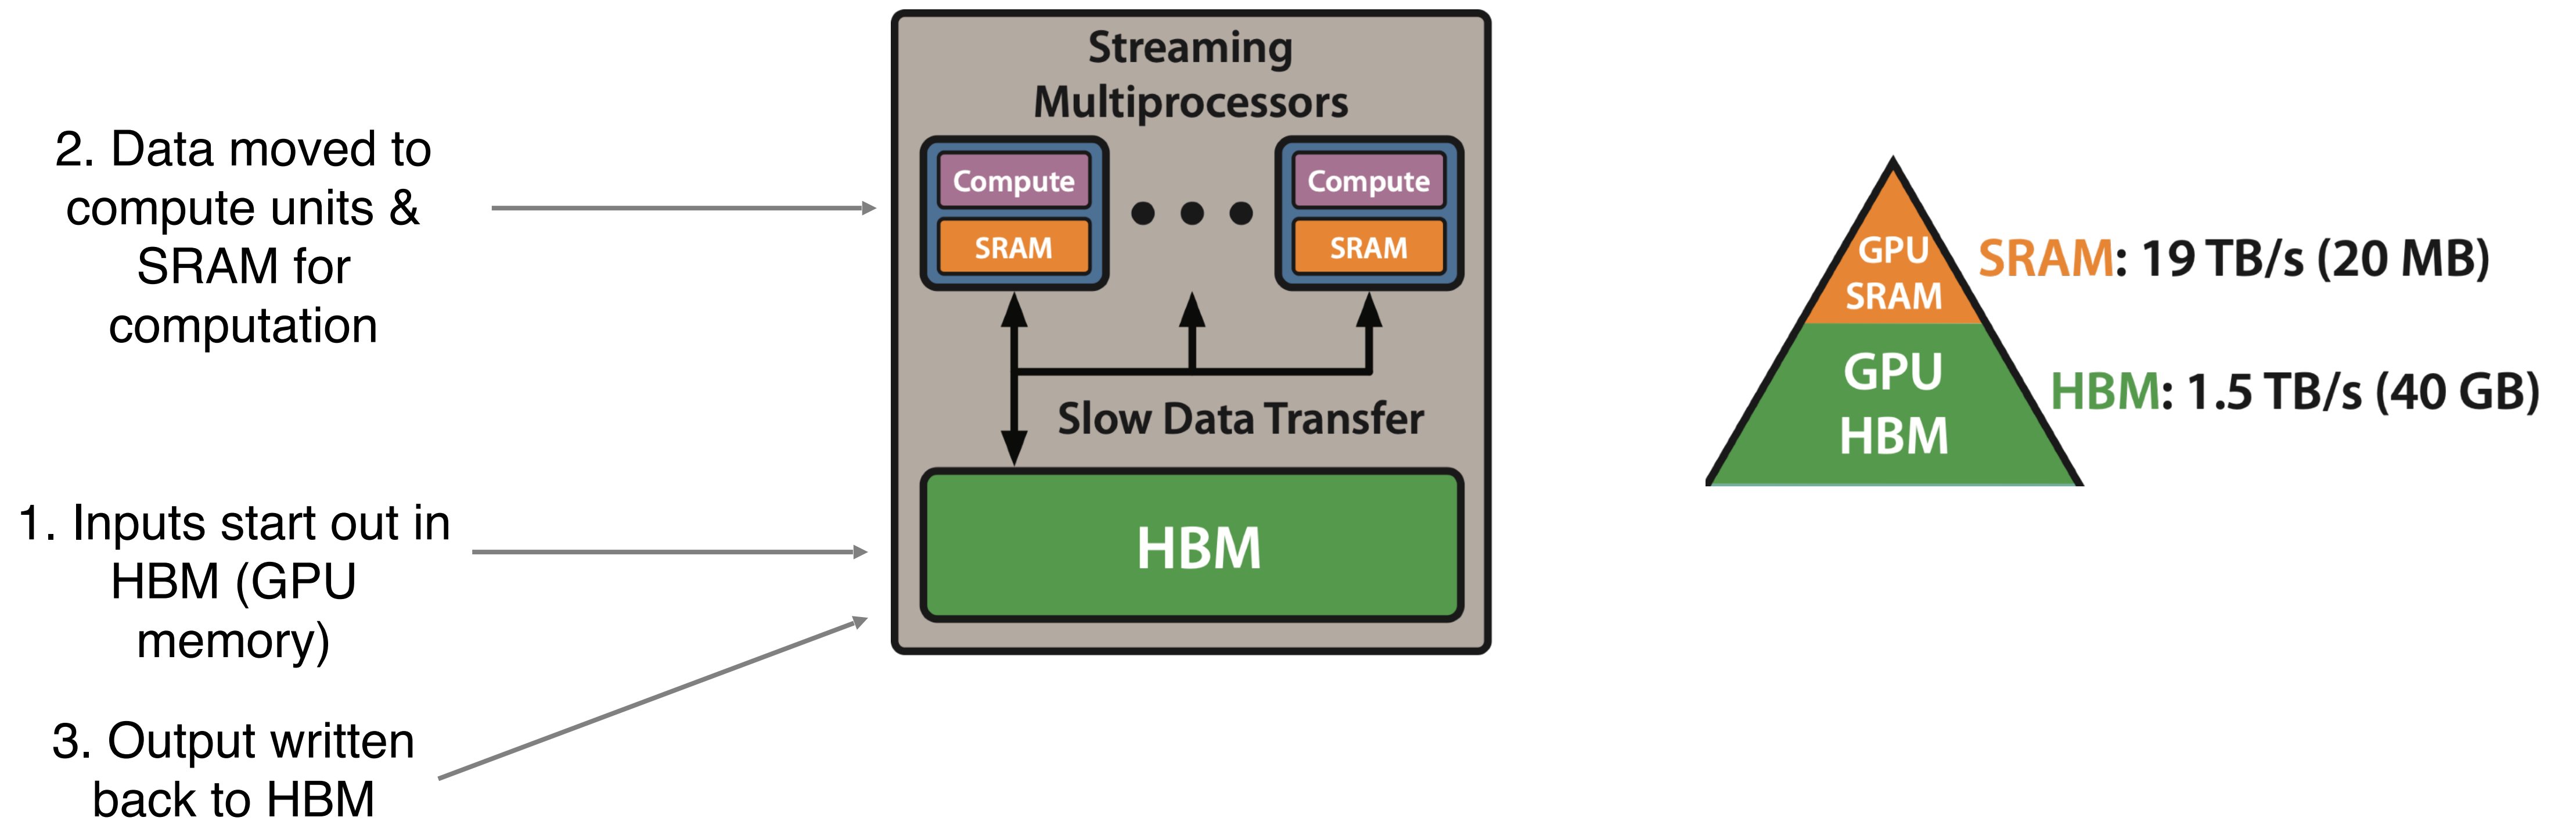 2. Data moved to
compute units &
SRAM for
computation
1. Inputs start out in
HBM (GPU
memory)
3. Output written
back to HBM
Streaming
Multiprocessors
Compute
SRAM
Compute
SRAM
Slow Data Transfer
HBM
GPU
SRAM
SRAM: 19 TB/s (20 MB)
GPU
HBM
HBM: 1.5 TB/s (40 GB)